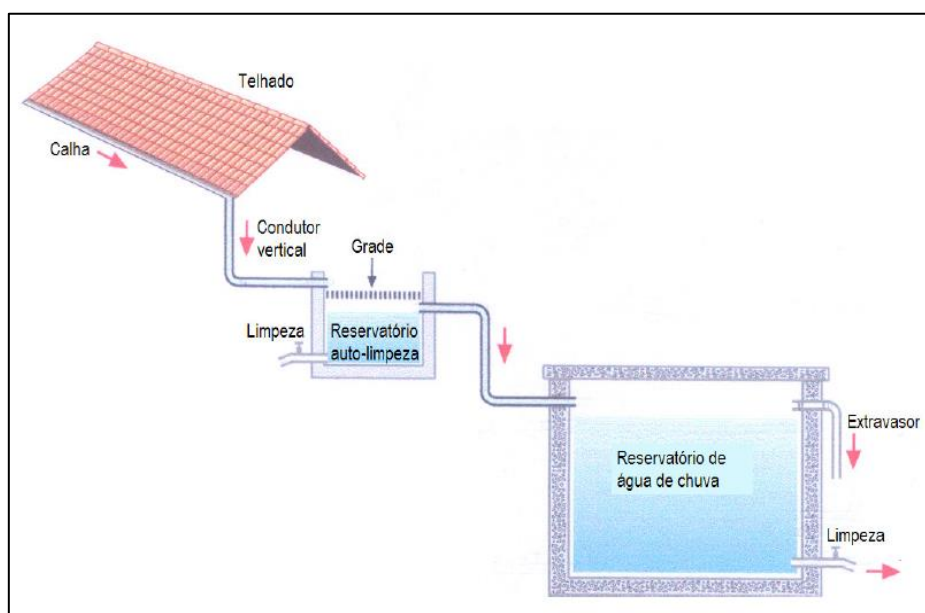 Telhado
Calha
Condutor
vertical
Grade
Limpeza
Reservatório
auto-limpeza
Extravasor
Reservatório de
água de chuva
Limpeza